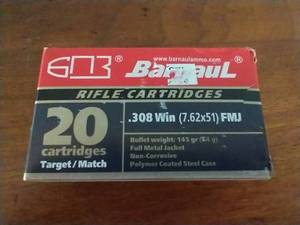 www.barnaulammo.com
БПЗ® BarnauL®
RIFLE CARTRIDGES
20
cartridges
Target/Match
.308 Win (7.62x51) FMJ
Bullet weight: 145 gr
Full Metal Jacket
Non-Corrosive
Polymer Coated Steel Case